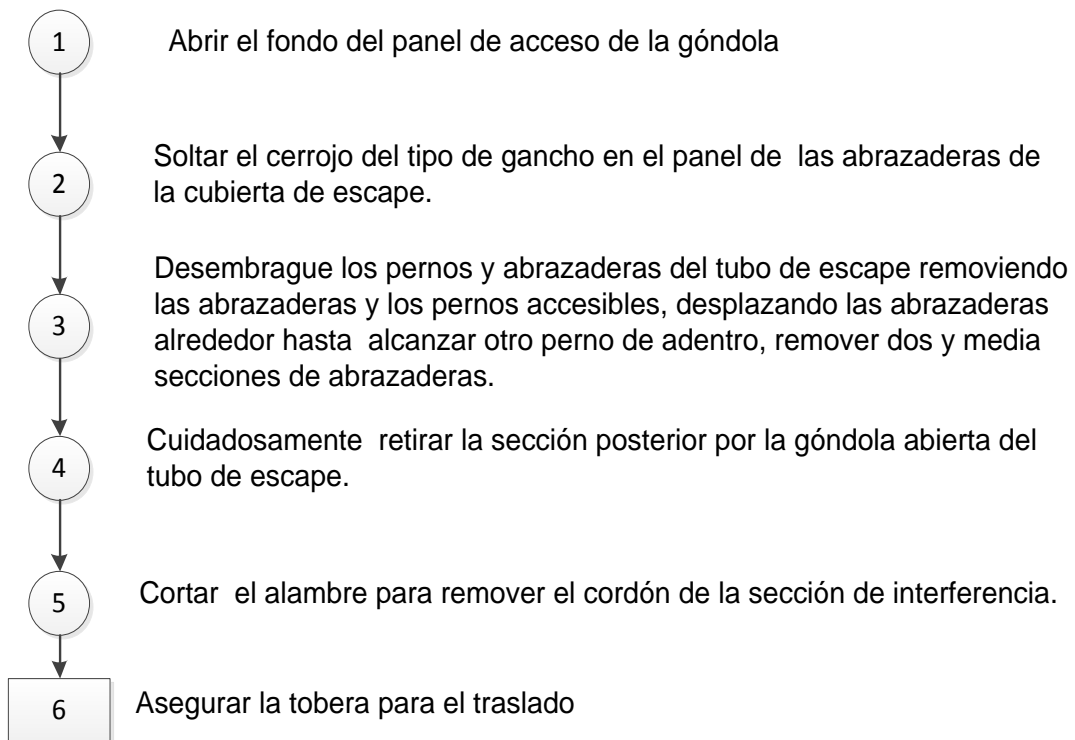 1 Abrir el fondo del panel de acceso de la góndola
Soltar el cerrojo del tipo de gancho en el panel de las abrazaderas de
2 la cubierta de escape.
Desembrague los pernos y abrazaderas del tubo de escape removiendo
las abrazaderas y los pernos accesibles, desplazando las abrazaderas
3 alrededor hasta alcanzar otro perno de adentro, remover dos y media
secciones de abrazaderas.
Cuidadosamente retirar la sección posterior por la góndola abierta del
4 tubo de escape.
5 Cortar el alambre para remover el cordón de la sección de interferencia.
6 Asegurar la tobera para el traslado